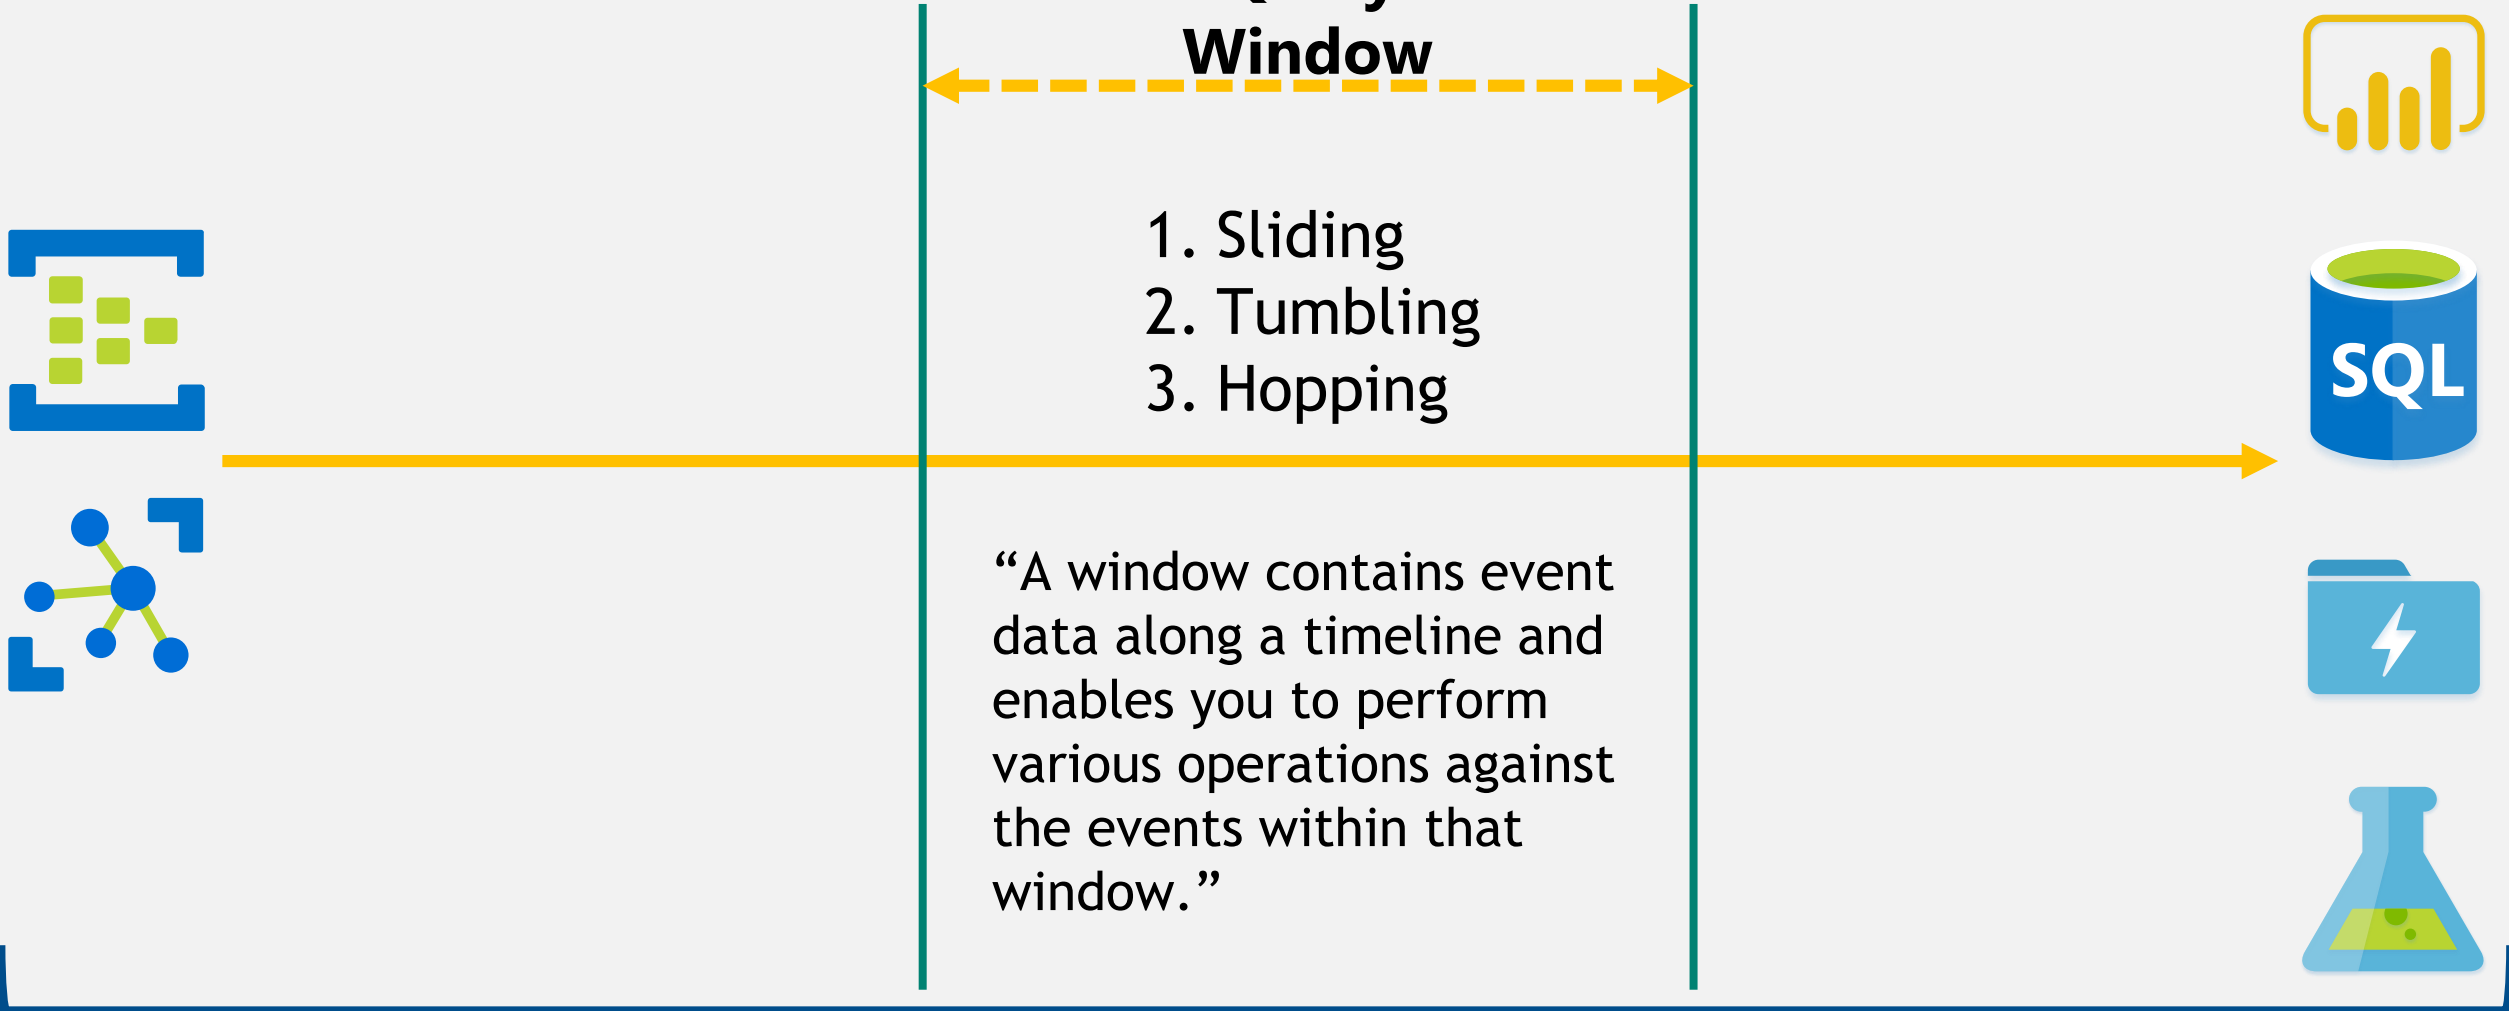 Window
1. Sliding
2. Tumbling
3. Hopping
SQL
“A window contains event
data along a timeline and
enables you to perform
various operations against
the events within that
window.”